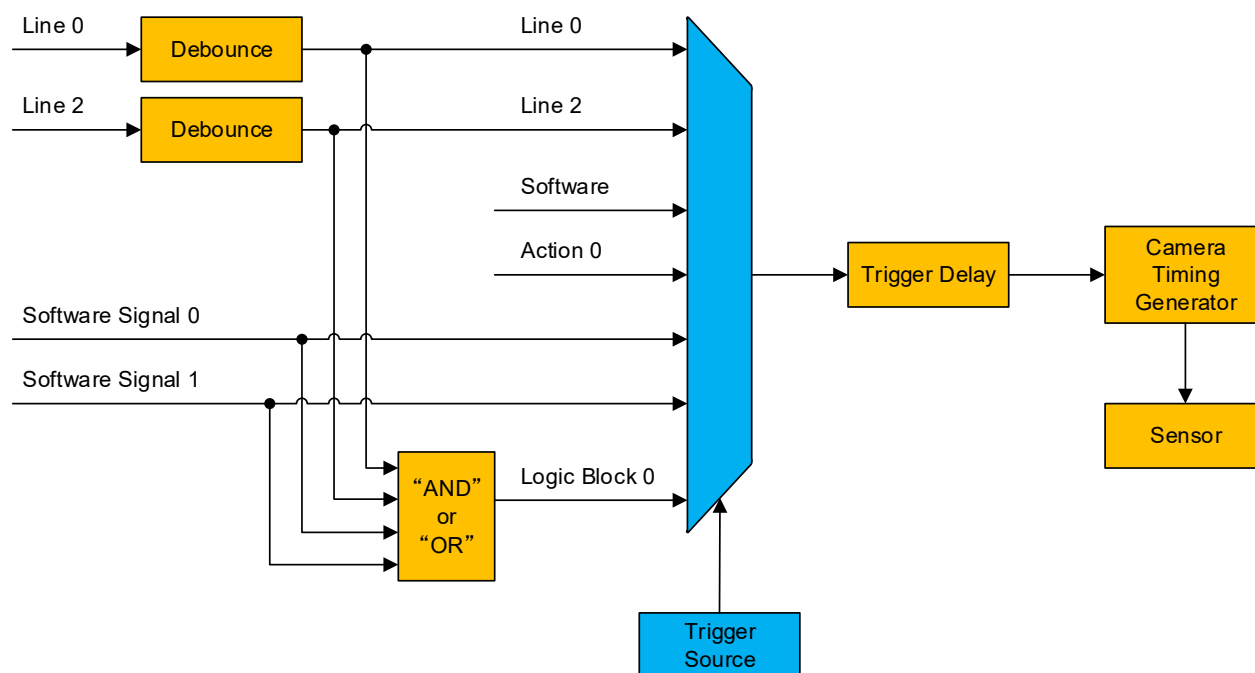 Line 0
Debounce
Line 0
Line 2
Debounce
Line 2
Software
Action 0
Trigger Delay
Camera
Timing
Generator
Software Signal 0
Software Signal 1
Sensor
“AND”
or
“OR”
Logic Block 0
Trigger
Source